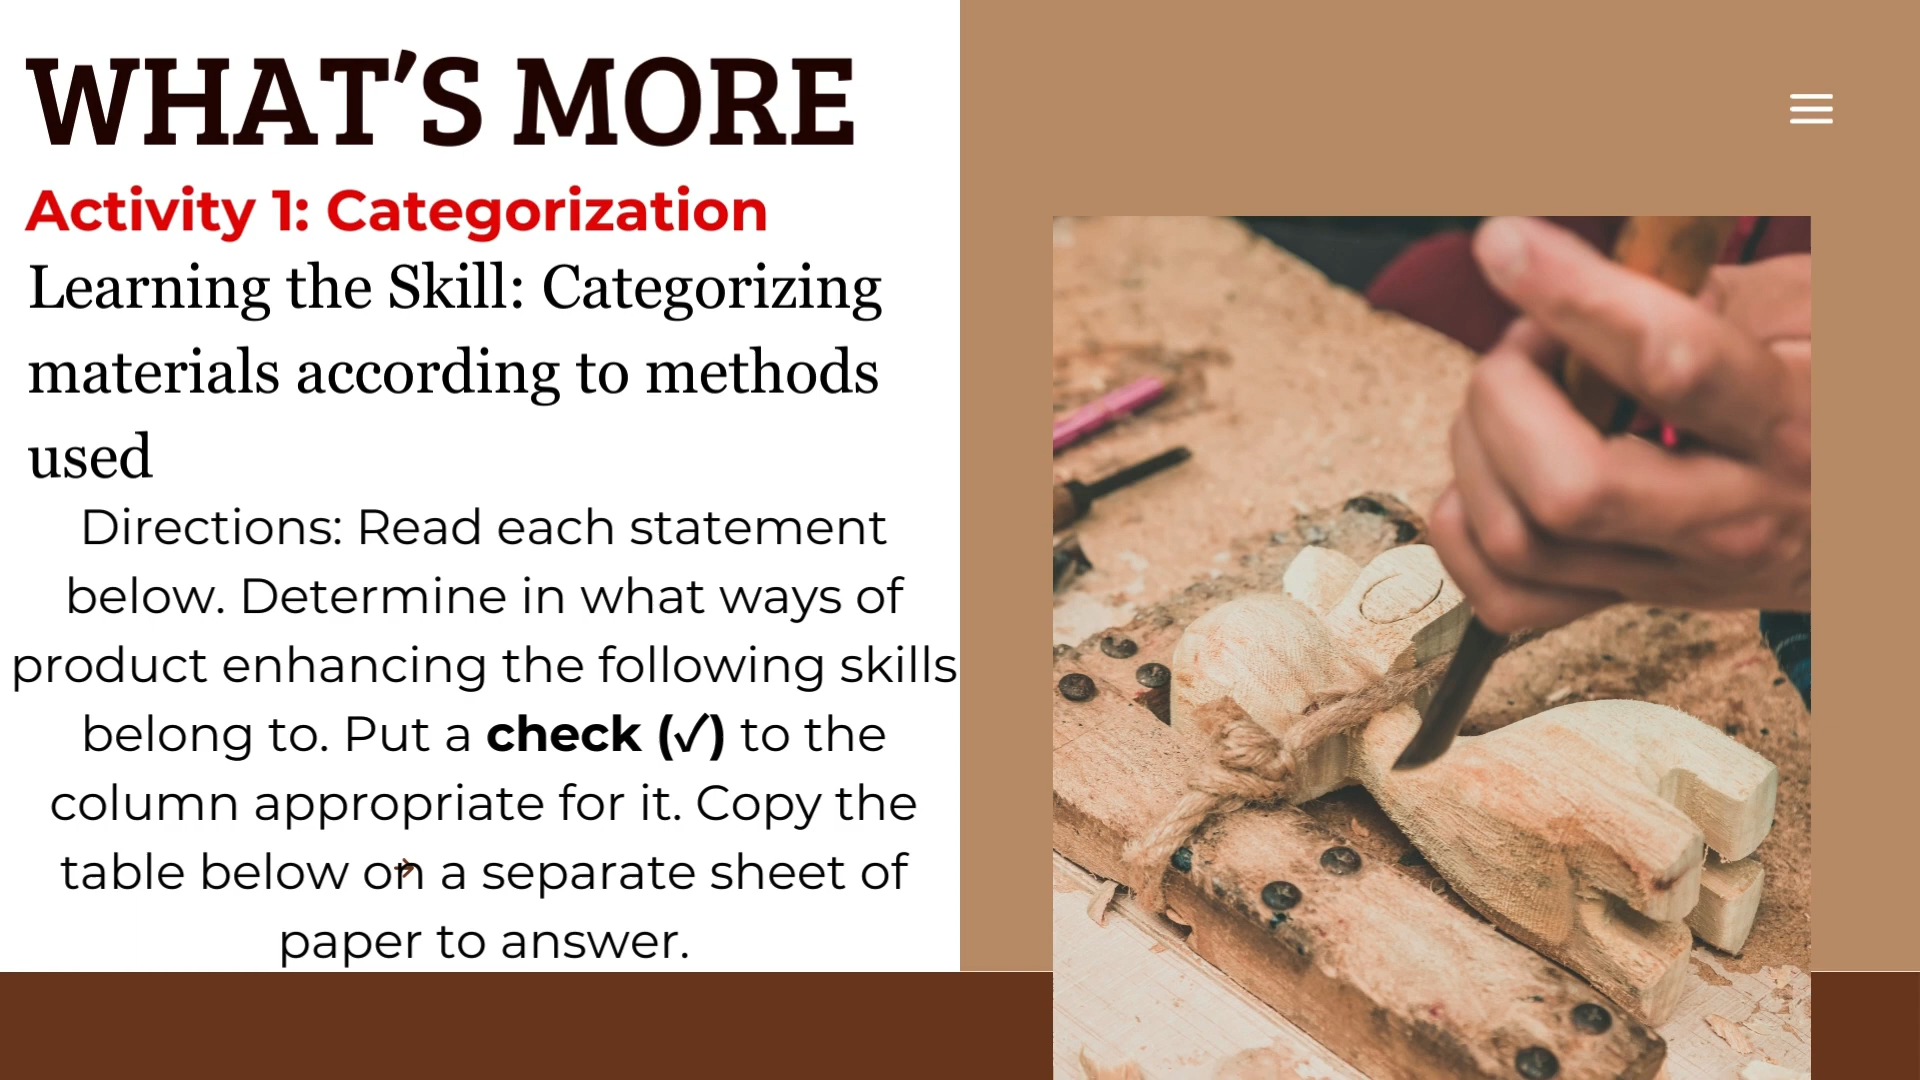 WHAT'S MORE
Activity 1: Categorization
Learning the Skill: Categorizing
materials according to methods
used
Directions: Read each statement
below. Determine in what ways of
product enhancing the following skills
belong to. Put a check (✓) to the
column appropriate for it. Copy the
table below on a separate sheet of
paper to answer.